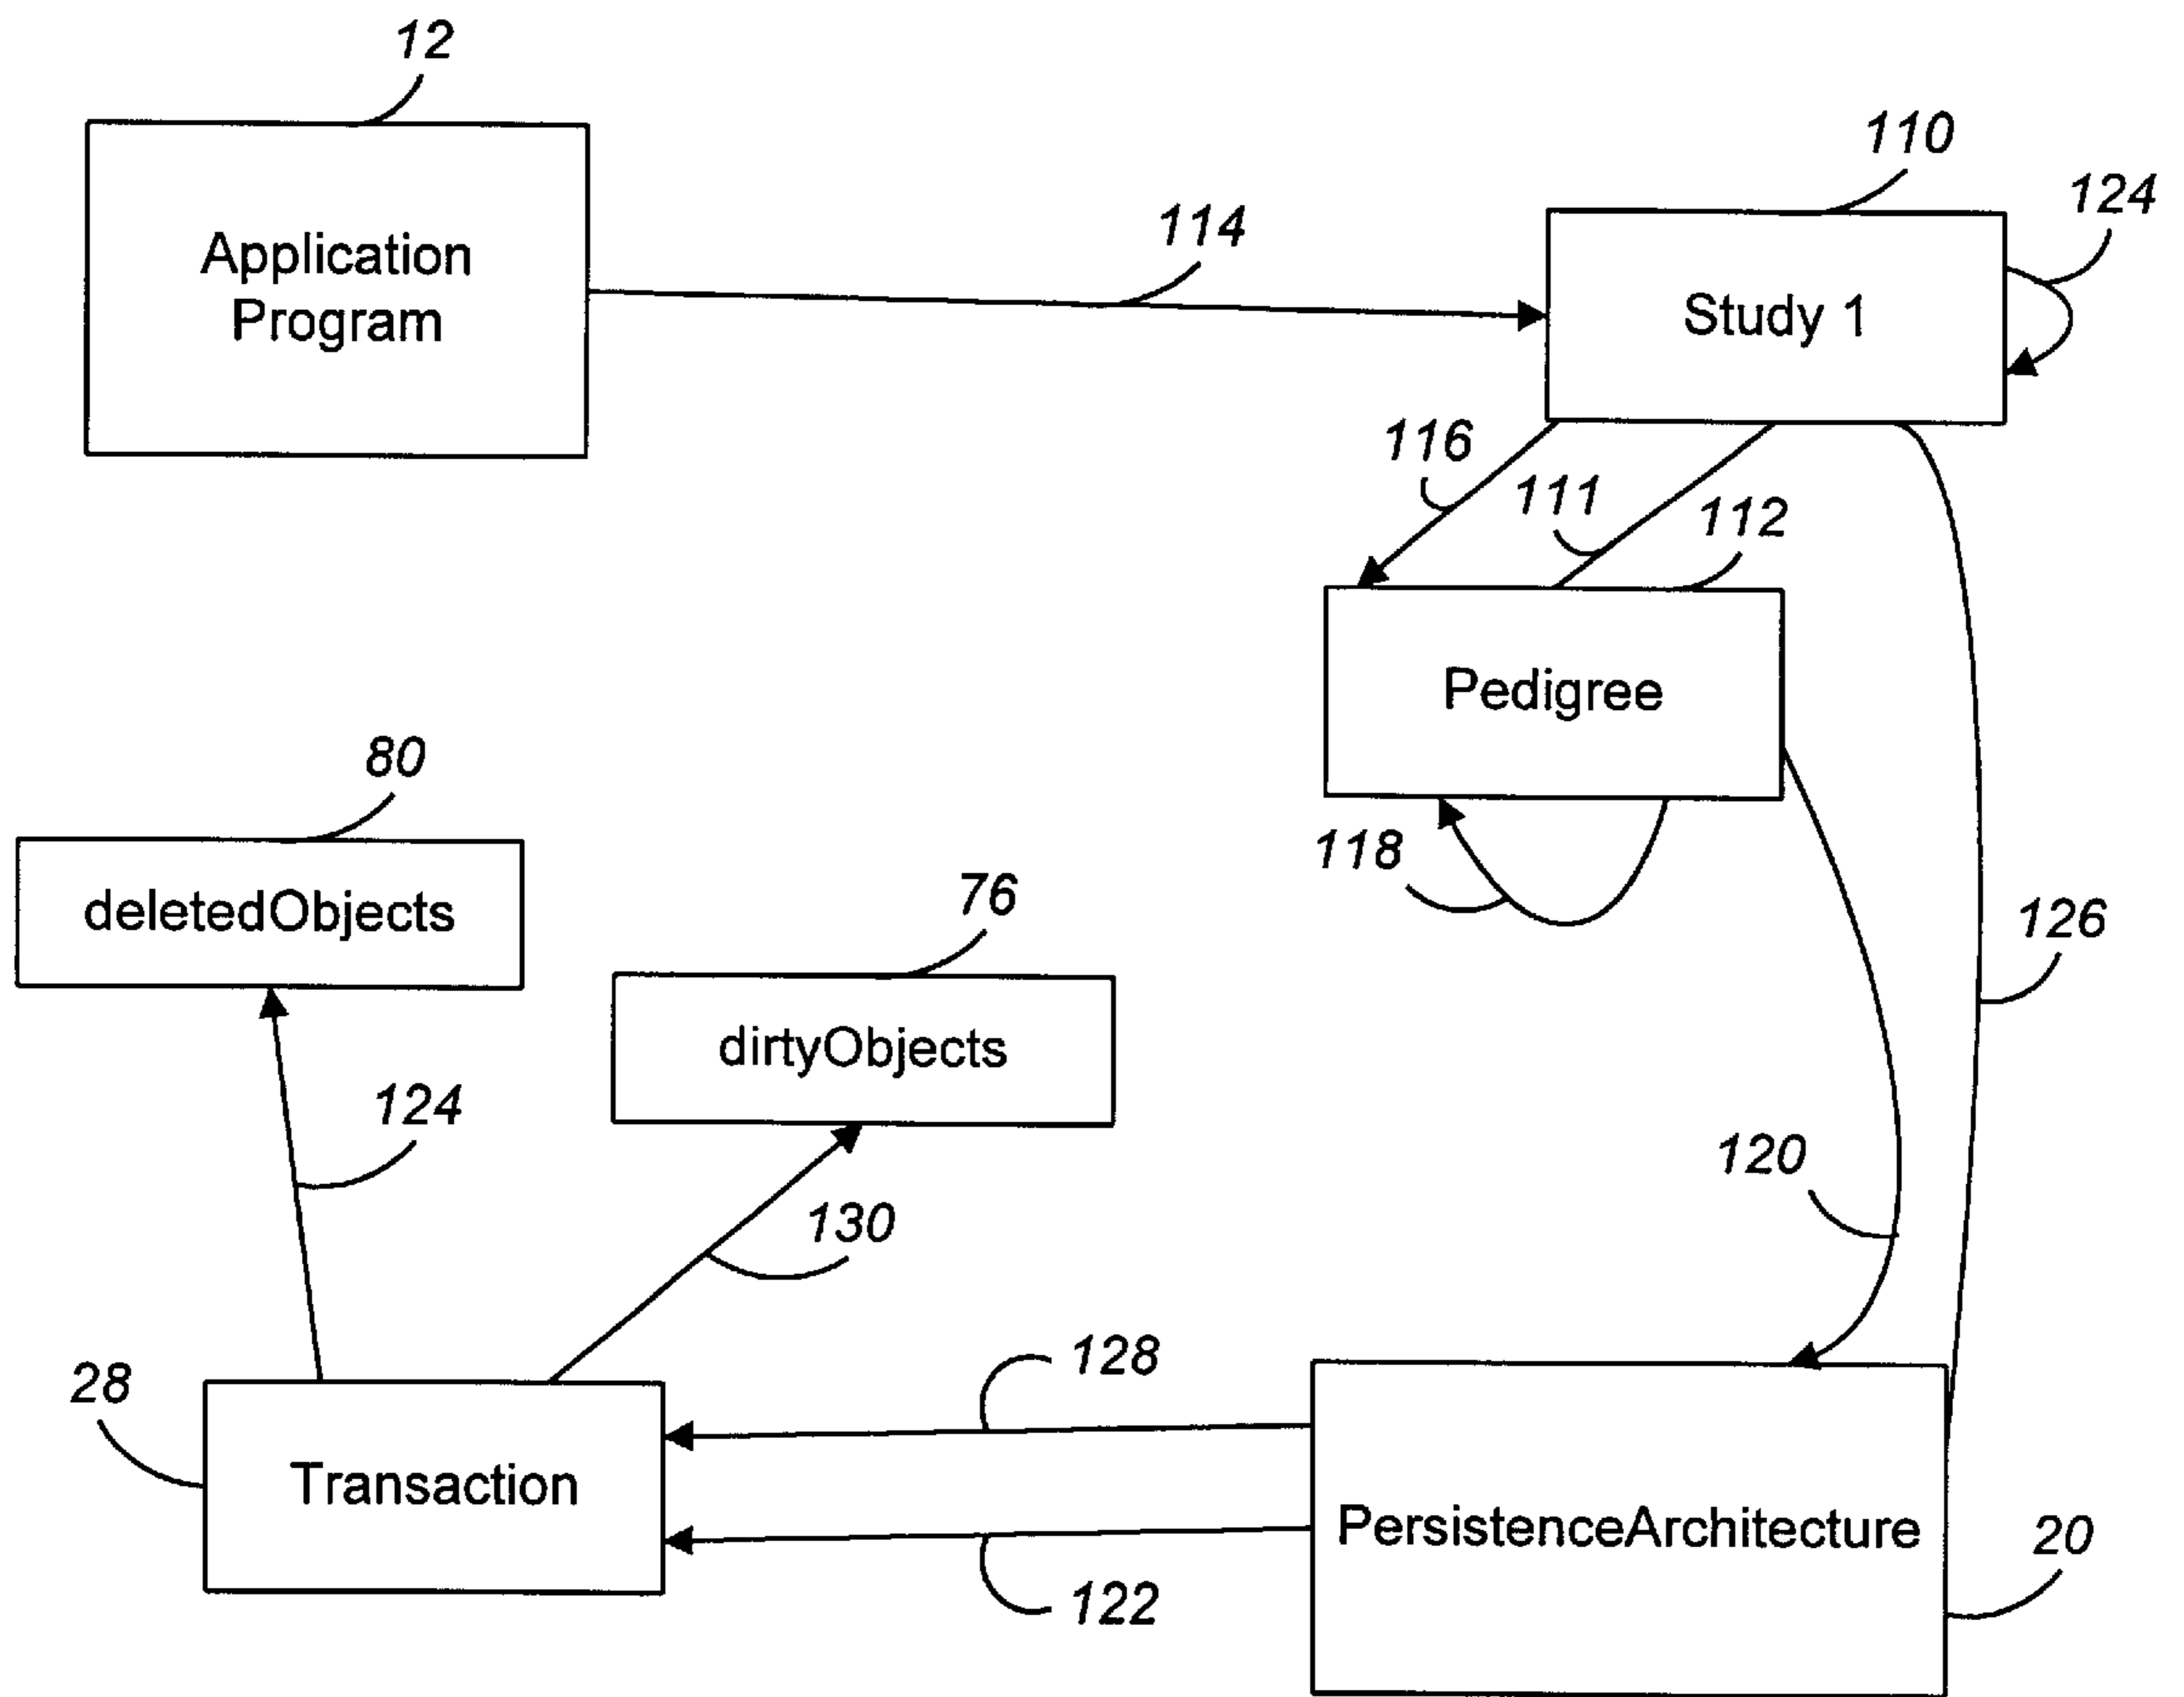 12
110
124
114
Application
Program
Study 1
116
111
112
Pedigree
80
118
76
deletedObjects
126
dirtyObjects
124
120
130
128
28
Transaction
PersistenceArchitecture
20
122